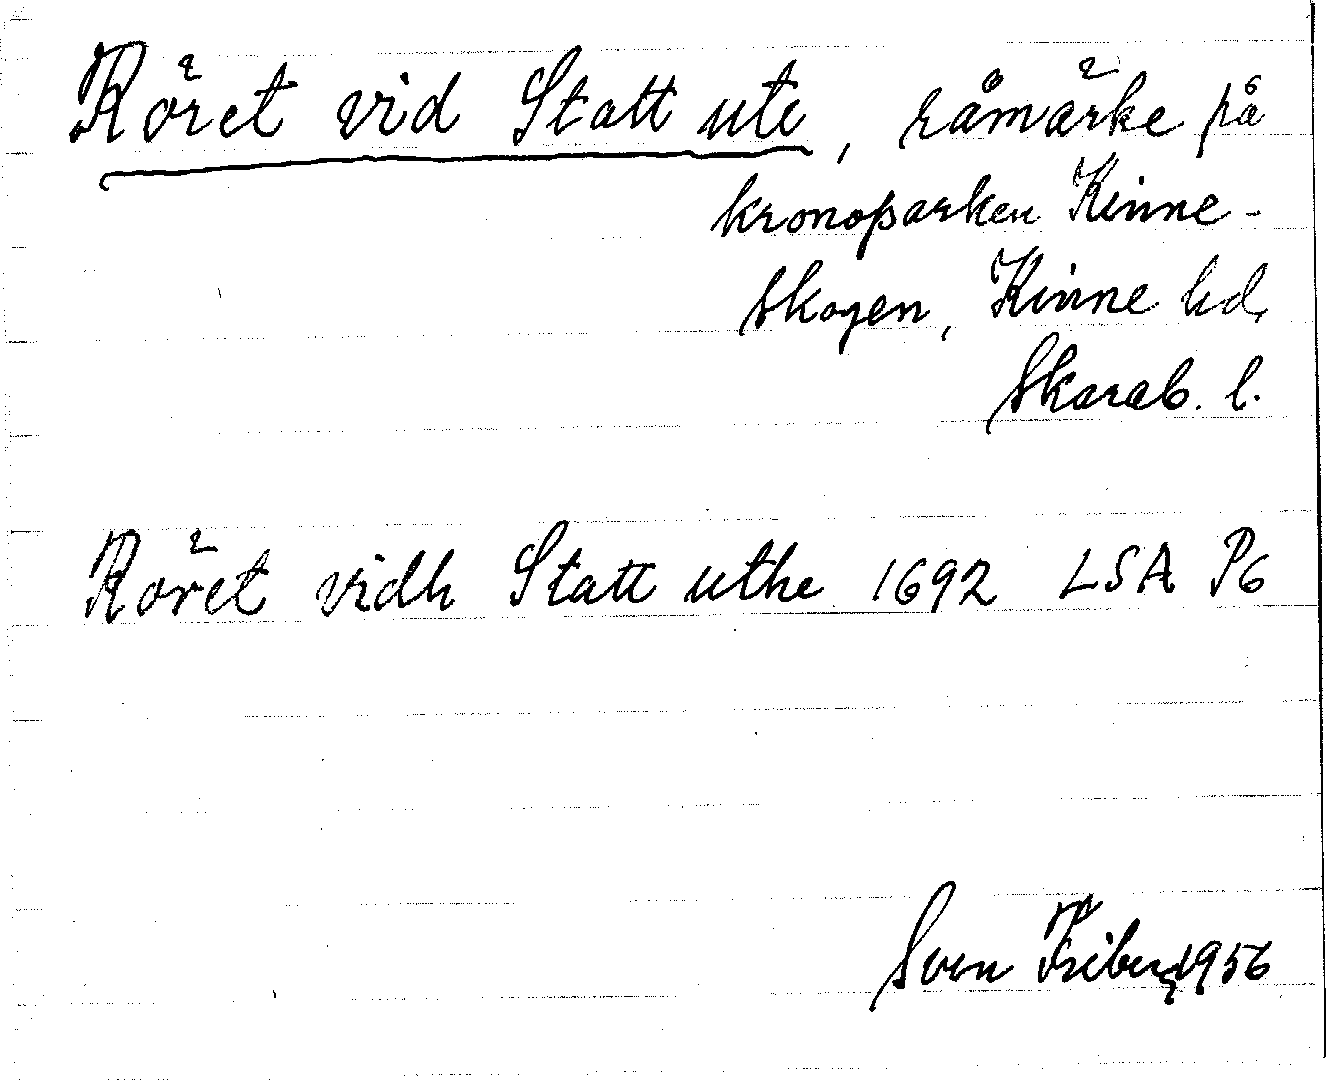 Röret vid Statt ute, råmärke på
kronoparken Kinne-
skogen, Kinne hd,
Skarab. l.
Röret vidh Statt uthe 1692 LSA P6
Sven Friberg 1956